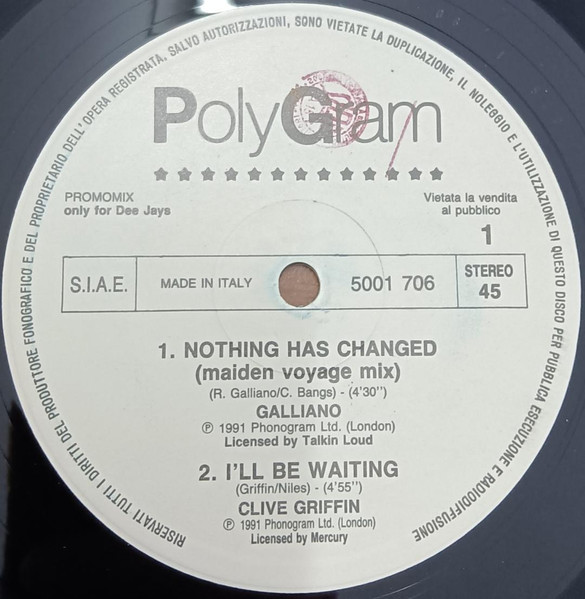 RISERVATI TUTTI I DIRITTI DEL PRODUTTORE FONOGRAFICO E DEL PROPRIETARIO DELL'OPERA REGISTRATA. SALVO AUTORIZZAZIONI, SONO VIETATE LA DUPLICAZIONE, IL NOLEGGIO E L'UTILIZZAZIONE DI QUESTO DISCO PER PUBBLICA ESECUZIONE E RADIODIFFUSIONE
PolyGram
PROMOMIX
only for Dee Jays
Vietata la vendita
al pubblico
1
S.I.A.E.
MADE IN ITALY
5001 706
STEREO
45
1. NOTHING HAS CHANGED
(maiden voyage mix)
(R. Galliano/C. Bangs) - (4'30")
GALLIANO
℗ 1991 Phonogram Ltd. (London)
Licensed by Talkin Loud
2. I'LL BE WAITING
(Griffin/Niles) - (4'55")
CLIVE GRIFFIN
℗ 1991 Phonogram Ltd. (London)
Licensed by Mercury